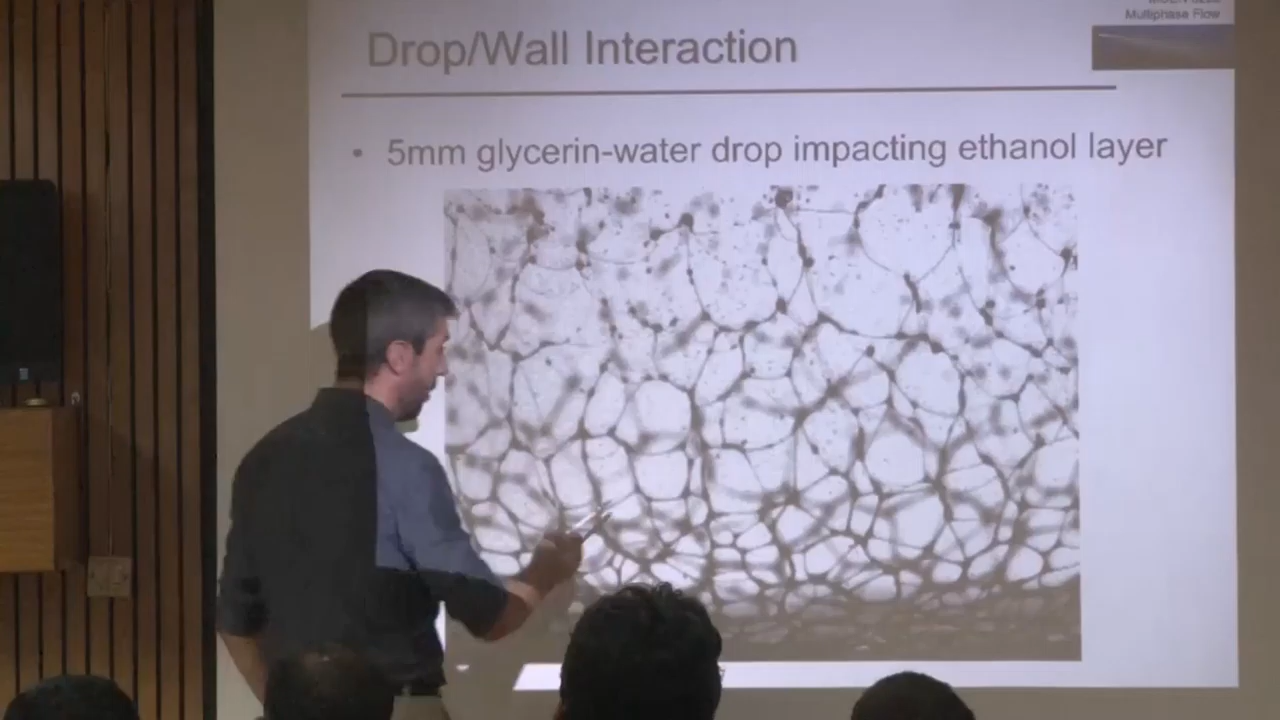 Multiphase Flow
Drop/Wall Interaction
• 5mm glycerin-water drop impacting ethanol layer